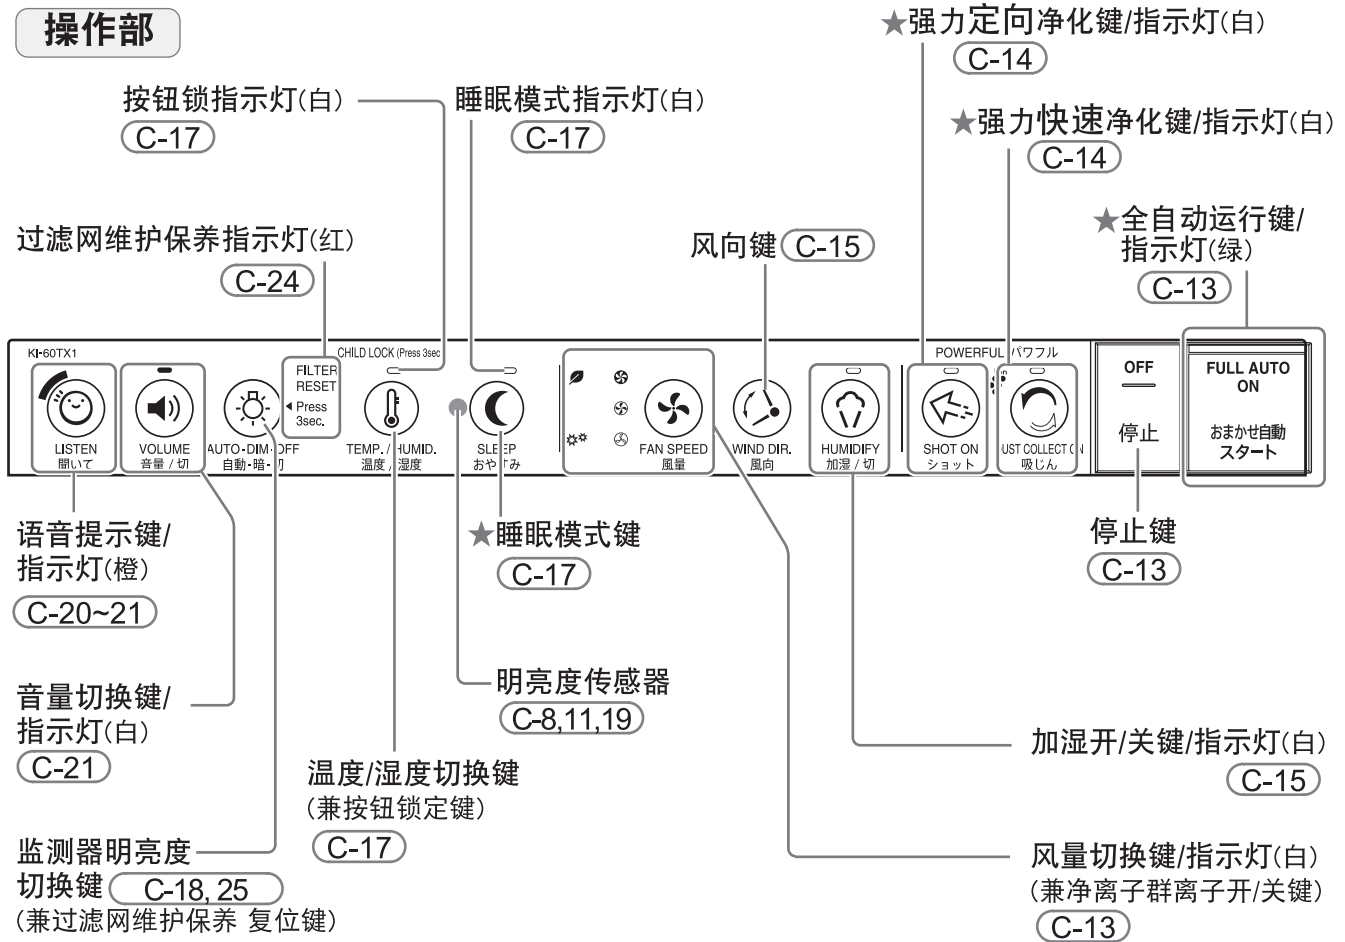 操作部
★强力定向净化键/指示灯(白)
C-14
按钮锁指示灯(白)
C-17
睡眠模式指示灯(白)
C-17
★强力快速净化键/指示灯(白)
C-14
★全自动运行键/
指示灯(绿)
C-13
过滤网维护保养指示灯(红)
C-24
风向键 C-15
KI-60TX1
CHILD LOCK (Press 3sec
POWERFUL パワフル
FILTER
RESET
◀ Press
3sec.
LISTEN
聞いて
VOLUME
音量 / 切
AUTO・DIM・OFF
自動・暗・切
TEMP. / HUMID.
温度 / 湿度
SLEEP
おやすみ
FAN SPEED
風量
WIND DIR.
風向
HUMIDIFY
加湿 / 切
SHOT ON
ショット
UST COLLECT ON
吸じん
OFF
停止
FULL AUTO
ON
おまかせ自動
スタート
语音提示键/
指示灯(橙)
C-20~21
★睡眠模式键
C-17
停止键
C-13
音量切换键/
指示灯(白)
C-21
明亮度传感器
C-8,11,19
温度/湿度切换键
(兼按钮锁定键)
C-17
加湿开/关键/指示灯(白)
C-15
监测器明亮度
切换键 C-18, 25
(兼过滤网维护保养 复位键)
风量切换键/指示灯(白)
(兼净离子群离子开/关键)
C-13